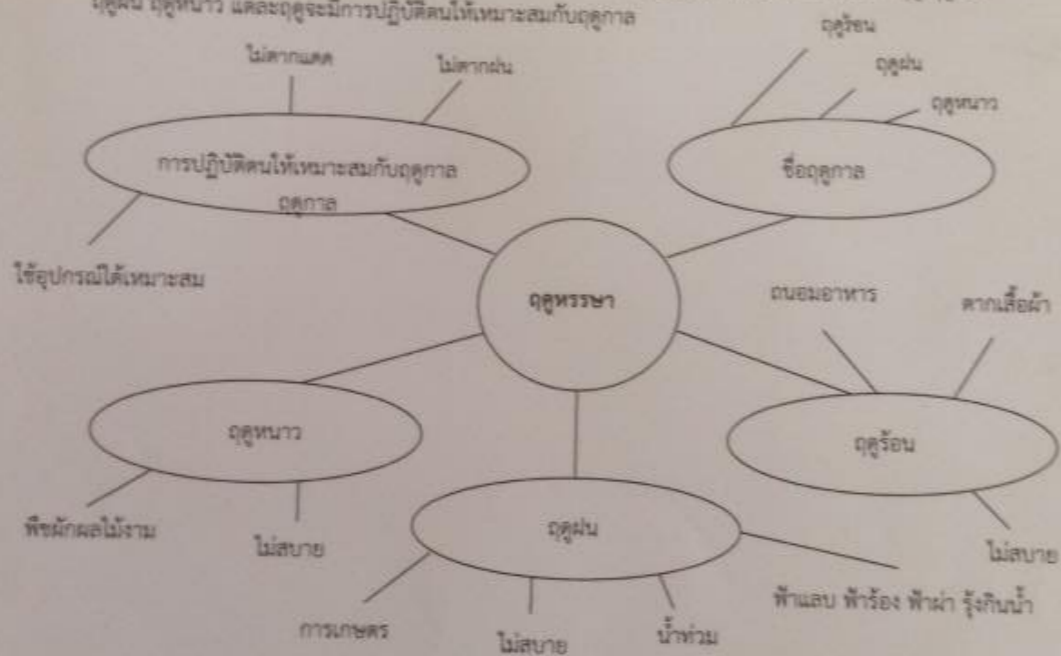 ฤดูฝน ฤดูหนาว แต่ละฤดูจะมีการปฏิบัติตนให้เหมาะสมกับฤดูกาล
ฤดูร้อน
ไม่ตากแดด
ไม่ตากฝน
ฤดูฝน
ฤดูหนาว
การปฏิบัติตนให้เหมาะสมกับฤดูกาล
ฤดูกาล
ชื่อฤดูกาล
ใช้อุปกรณ์ได้เหมาะสม
ฤดูหรรษา
ถนอมอาหาร
ตากเสื้อผ้า
ฤดูหนาว
ฤดูร้อน
พืชผักผลไม้งาม
ไม่สบาย
ฤดูฝน
ไม่สบาย
ฟ้าแลบ ฟ้าร้อง ฟ้าผ่า รุ้งกินน้ำ
การเกษตร
ไม่สบาย
น้ำท่วม